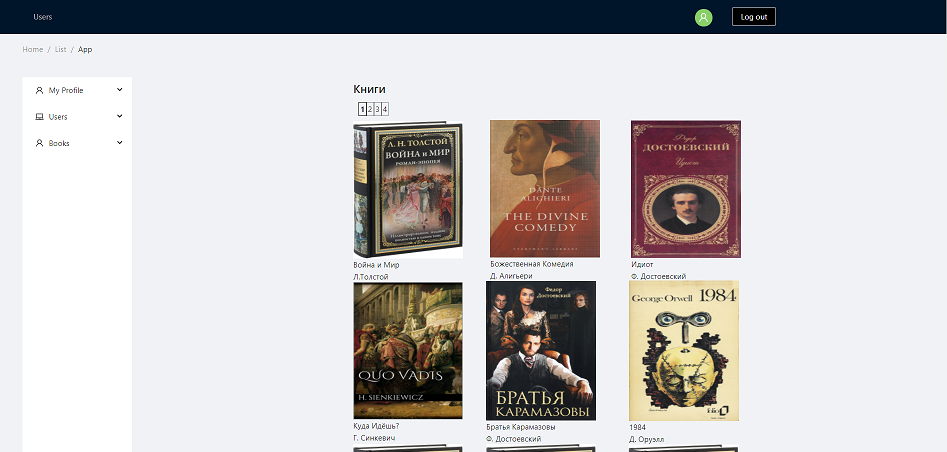 Users
Log out
Home / List / App
My Profile
Users
Books
Книги
1 2 3 4
Л. Н. ТОЛСТОЙ
ВОЙНА и МИР
РОМАН-ЭПОПЕЯ
DANTE
ALIGHIERI
THE DIVINE
COMEDY
Федор
ДОСТОЕВСКИЙ
Идиот
Война и Мир
Л.Толстой
Божественная Комедия
Д. Алигьери
Идиот
Ф. Достоевский
QUO VADIS
H. SIENKIEWICZ
Федор
Достоевский
БРАТЬЯ
КАРАМАЗОВЫ
George Orwell 1984
Куда Идёшь?
Г. Синкевич
Братья Карамазовы
Ф. Достоевский
1984
Д. Оруэлл